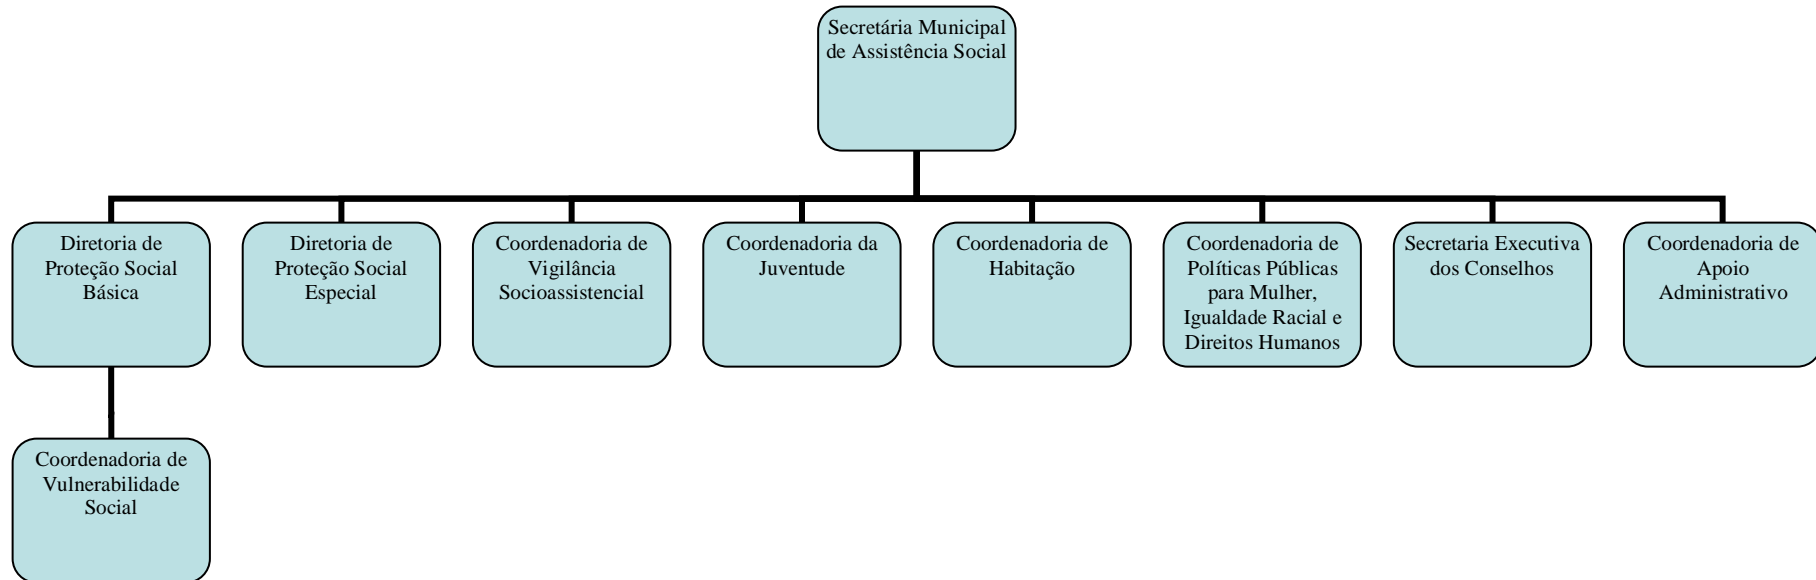 Secretária Municipal
de Assistência Social
Diretoria de
Proteção Social
Básica
Diretoria de
Proteção Social
Especial
Coordenadoria de
Vigilância
Socioassistencial
Coordenadoria da
Juventude
Coordenadoria de
Habitação
Coordenadoria de
Políticas Públicas
para Mulher,
Igualdade Racial e
Direitos Humanos
Secretaria Executiva
dos Conselhos
Coordenadoria de
Apoio
Administrativo
Coordenadoria de
Vulnerabilidade
Social